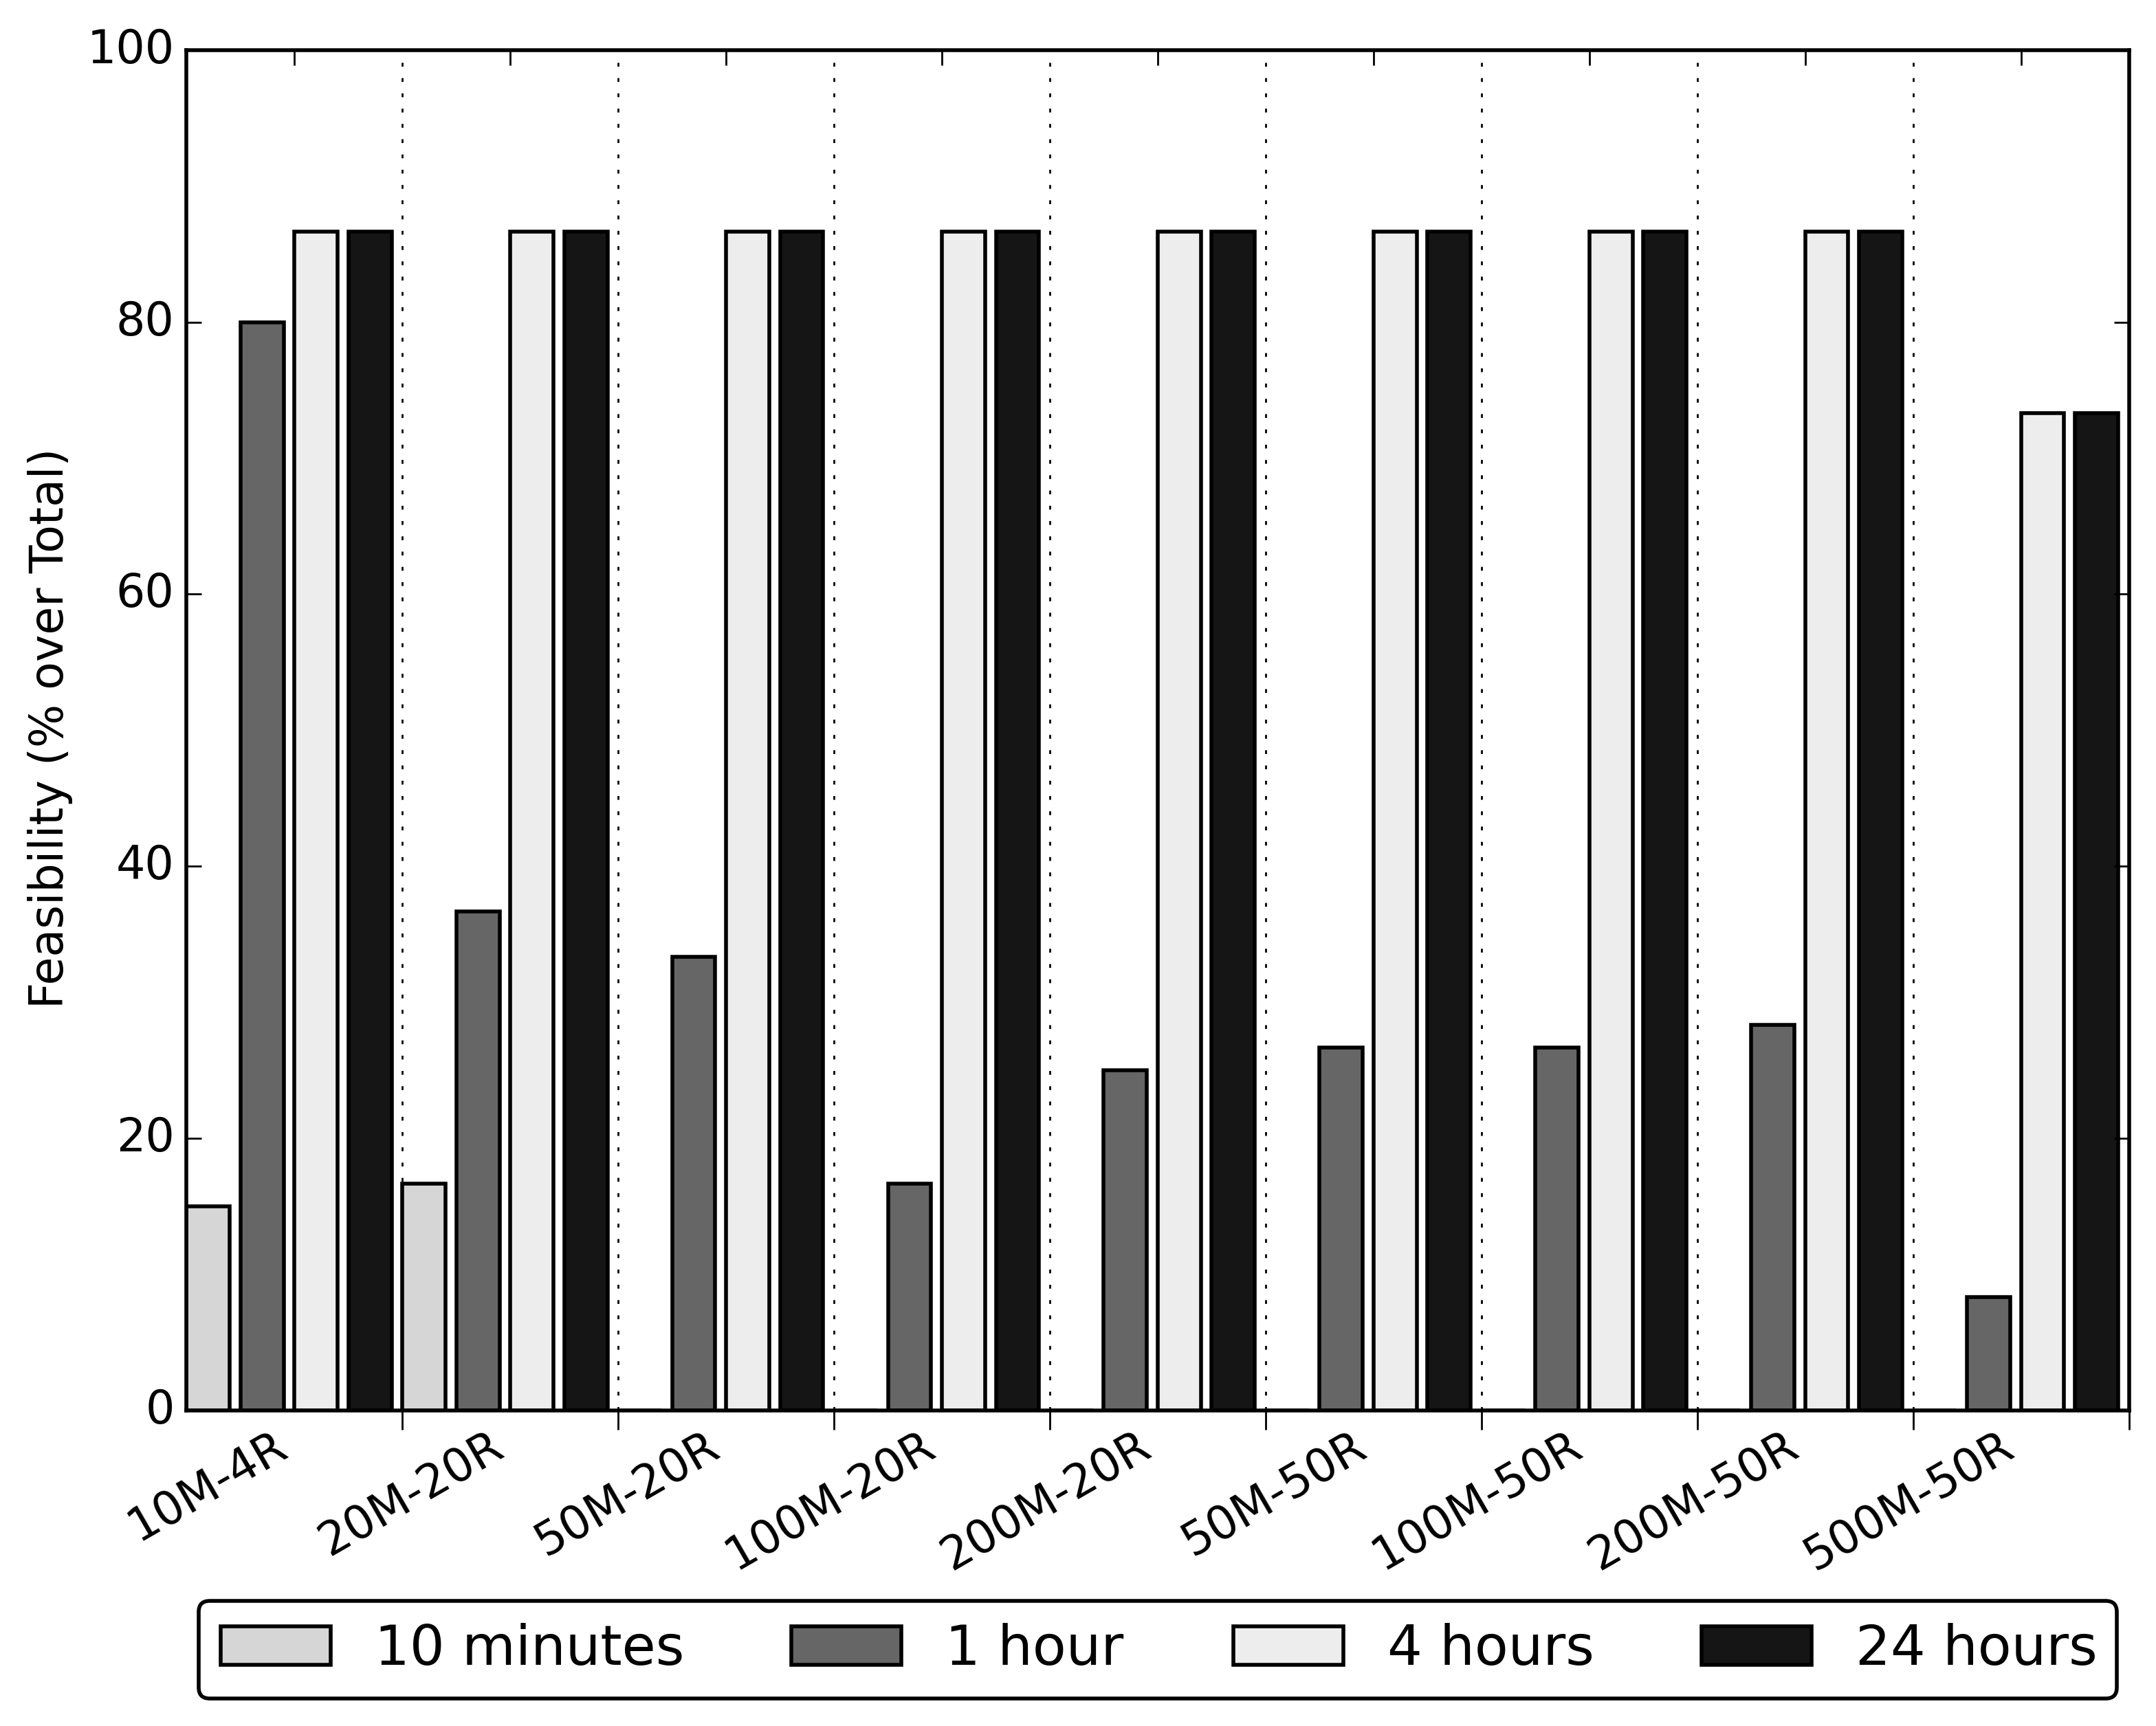 Feasibility (% over Total)
100
80
60
40
20
0
10M-4R
20M-20R
50M-20R
100M-20R
200M-20R
50M-50R
100M-50R
200M-50R
500M-50R
10 minutes 1 hour 4 hours 24 hours